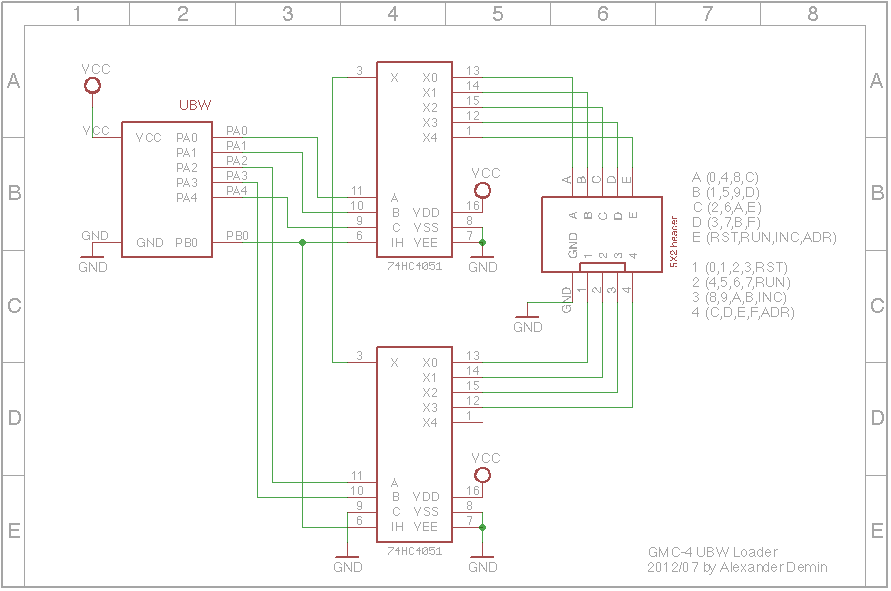 1 2 3 4 5 6 7 8
A
B
C
D
E
A
B
C
D
E
VCC
VCC
UBW
VCC PA0 PA0
PA1 PA1
PA2 PA2
PA3 PA3
PA4 PA4
GND GND PB0 PB0
GND
3 X X0 13
X1 14
X2 15
X3 12
X4 1
VCC
11 A
10 B VDD 16
9 C VSS 8
6 IH VEE 7
74HC4051
GND
A B C D E
A B C D E
GND 1 2 3 4
GND 1 2 3 4
5X2 header
GND
A (0,4,8,C)
B (1,5,9,D)
C (2,6,A,E)
D (3,7,B,F)
E (RST,RUN,INC,ADR)
1 (0,1,2,3,RST)
2 (4,5,6,7,RUN)
3 (8,9,A,B,INC)
4 (C,D,E,F,ADR)
3 X X0 13
X1 14
X2 15
X3 12
X4 1
VCC
11 A
10 B VDD 16
9 C VSS 8
6 IH VEE 7
74HC4051
GND
GND
GMC-4 UBW Loader
2012/07 by Alexander Demin